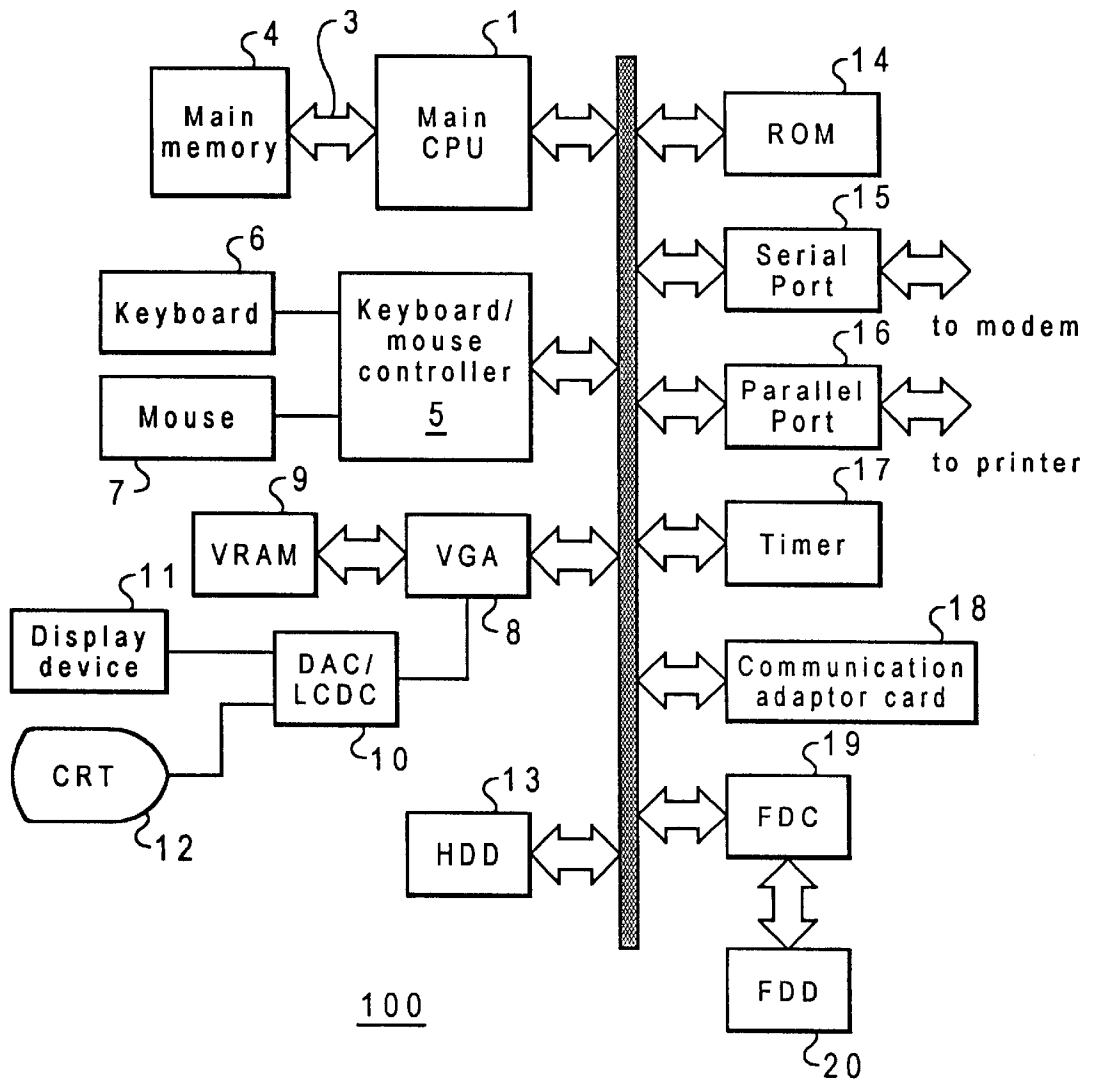 4
3
1
14
Main
memory
Main
CPU
ROM
15
6
Serial
Port
Keyboard
Keyboard/
mouse
controller
5
to modem
16
Mouse
Parallel
Port
7
to printer
9
17
VRAM
VGA
Timer
11
8
18
Display
device
DAC/
LCDC
Communication
adaptor card
10
19
CRT
13
12
FDC
HDD
FDD
100
20